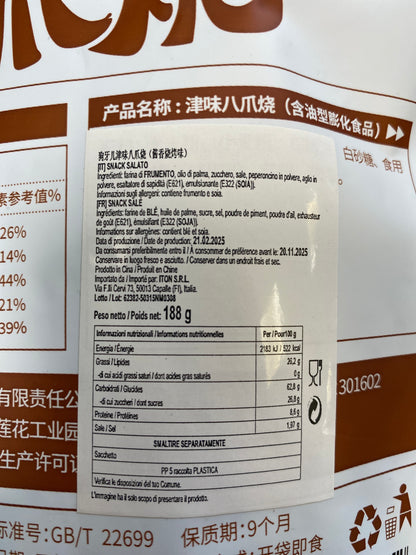 产品名称：津味八爪烧（含油型膨化食品）
白砂糖、食用
素参考值%
26%
14%
44%
21%
39%
狗牙儿津味八爪烧（酱香烧烤味）
[IT] SNACK SALATO
Ingredienti: farina di FRUMENTO, olio di palma, zucchero, sale, peperoncino in polvere, aglio in
polvere, esaltatore di sapidità (E621), emulsionante (E322 (SOIA)).
Informazioni sugli allergeni: contiene frumento e soia.
[FR] SNACK SALÉ
Ingrédients: farine de BLÉ, huile de palme, sucre, sel, poudre de piment, poudre d'ail, exhausteur
de goût (E621), émulsifiant (E322 (SOJA)).
Informations sur allergènes: contient blé et soja.
Data di produzione / Date de production: 21.02.2025
Da consumarsi preferibilmente entro il / A consommer de préférence avant le: 20.11.2025
Conservare in luogo fresco e asciutto. / Conserver dans un endroit frais et sec.
Prodotto in Cina / Produit en Chine
Importato da / Importé par: ITON S.R.L.
Via F.lli Cervi 73, 50013 Capalle (FI), Italia.
Lotto / Lot: 62382-50315NM0308
Peso netto / Poids net: 188 g
Informazioni nutrizionali / Informations nutritionnelles Per / Pour100 g
Energia / Énergie 2183 kJ / 522 kcal
Grassi / Lipides 26,2 g
-di cui acidi grassi saturi / dont acides gras saturés 0 g
Carboidrati / Glucides 62,8 g
-di cui zuccheri / dont sucres 26,8 g
Proteine / Protéines 8,6 g
Sale / Sel 1,97 g
SMALTIRE SEPARATAMENTE
Sacchetto
PP 5 raccolta PLASTICA
Verifica le disposizioni del tuo Comune.
L'immagine ha il solo scopo di presentare il prodotto.
301602
有限责任公
莲花工业园
生产许可证
标准号:GB/T 22699 保质期:9个月
开袋即食